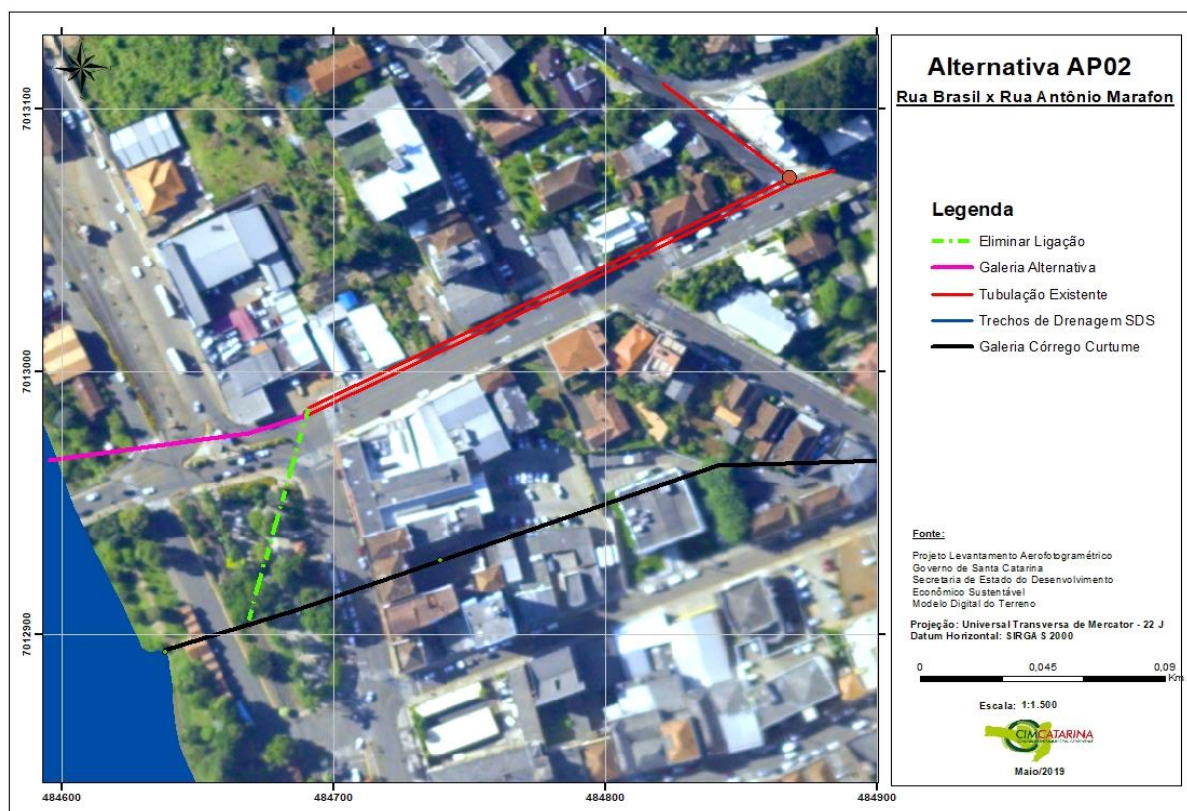 Alternativa AP02
Rua Brasil x Rua Antônio Marafon
Legenda
Eliminar Ligação
Galeria Alternativa
Tubulação Existente
Trechos de Drenagem SDS
Galeria Córrego Curtume
Fonte:
Projeto Levantamento Aerofotogramétrico
Governo de Santa Catarina
Secretaria de Estado do Desenvolvimento
Econômico Sustentável
Modelo Digital do Terreno
Projeção: Universal Transversa de Mercator - 22 J
Datum Horizontal: SIRGAS 2000
0 0,045 0,09
Km
Escala: 1:1.500
CIMCATARINA
Maio/2019
7013100
7013000
7012900
484600 484700 484800 484900